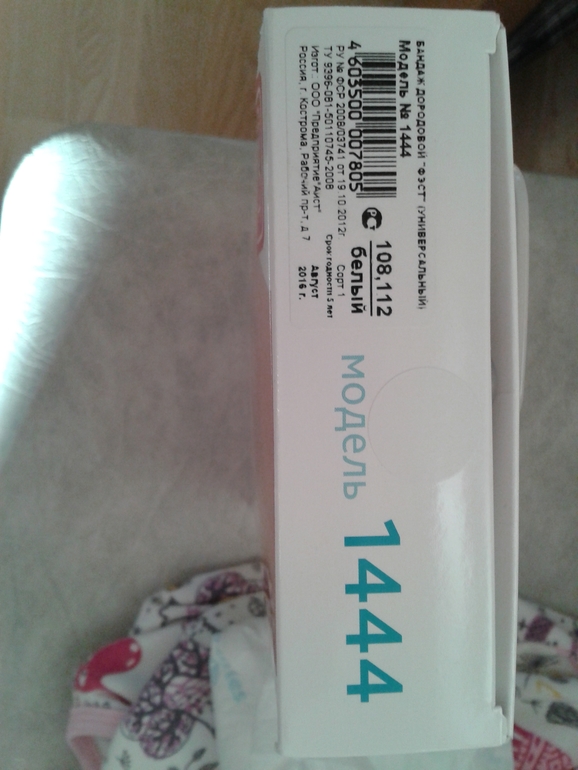 БАНДАЖ ДОРОДОВОЙ "ФЭСТ" (УНИВЕРСАЛЬНЫЙ)
Модель № 1444
4 603500 007805
РСТ
108,112
белый
РУ № ФСР 2008/03741 от 19.10.2012г
Сорт 1
ТУ 9396-081-50110745-2008
Срок годности 5 лет
Изгот.: ООО "Предприятие"Аист"
Август
Россия, г. Кострома, Рабочий пр-т, д.7
2016 г.
модель 1444